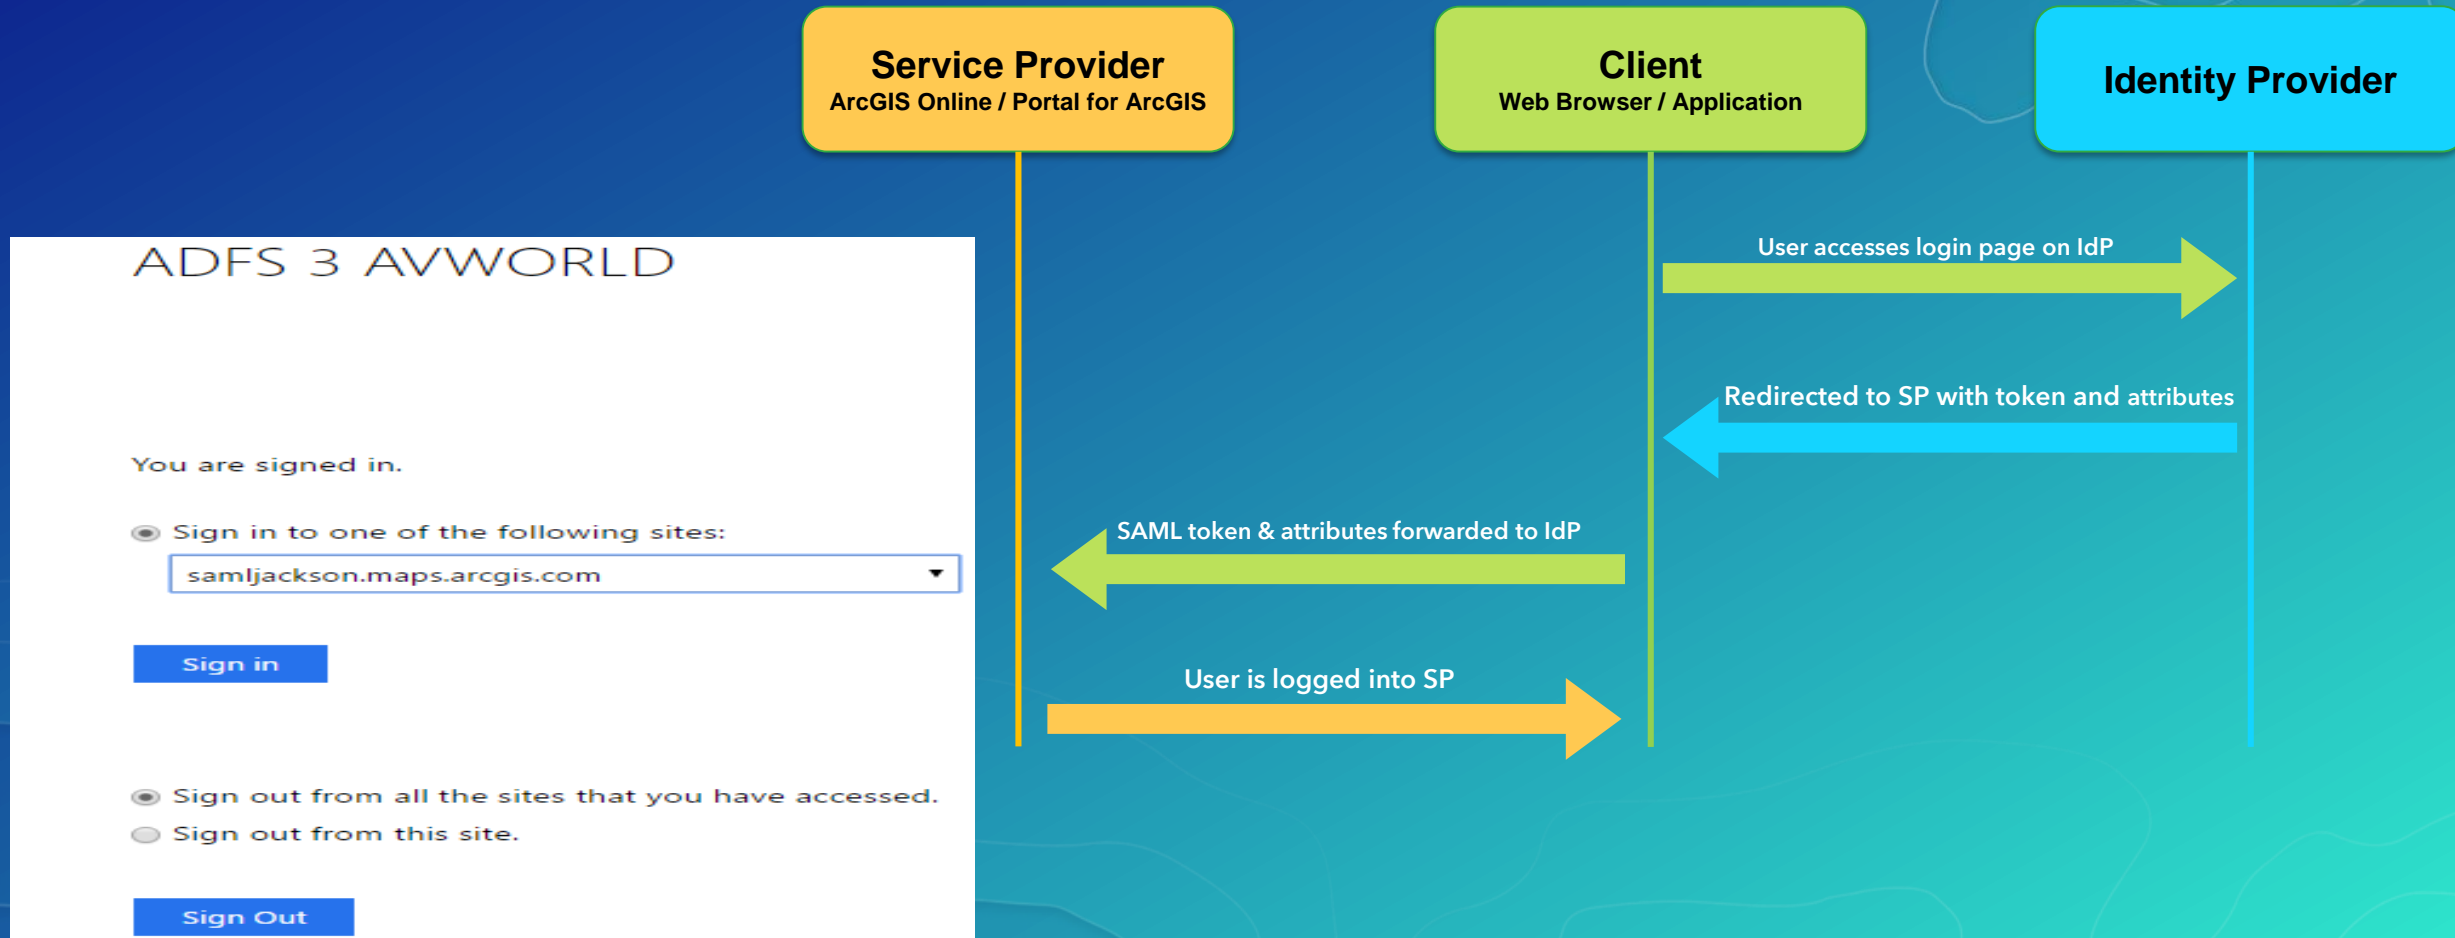 Service Provider
ArcGIS Online / Portal for ArcGIS
Client
Web Browser / Application
Identity Provider
ADFS 3 AVWORLD
You are signed in.
Sign in to one of the following sites:
samljackson.maps.arcgis.com
Sign in
Sign out from all the sites that you have accessed.
Sign out from this site.
Sign Out
User accesses login page on IdP
Redirected to SP with token and attributes
SAML token & attributes forwarded to IdP
User is logged into SP